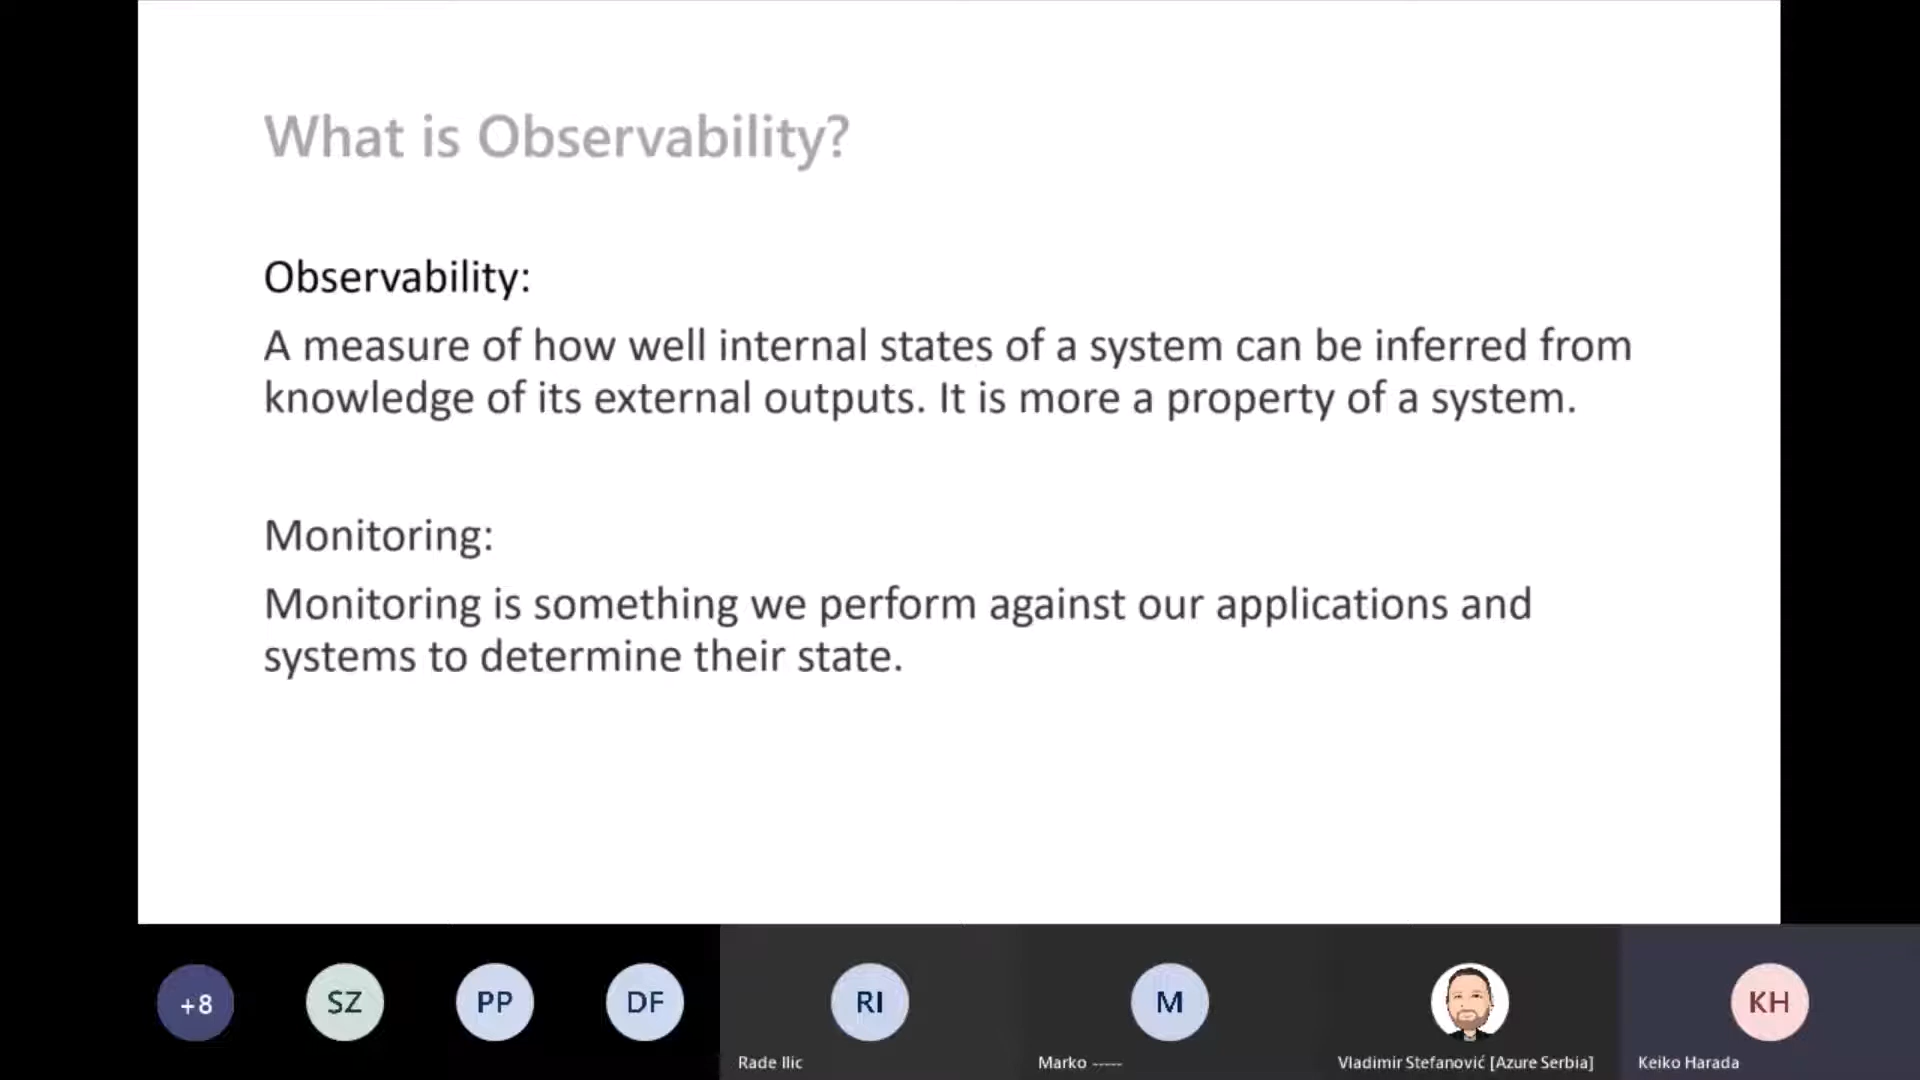 What is Observability?
Observability:
A measure of how well internal states of a system can be inferred from
knowledge of its external outputs. It is more a property of a system.
Monitoring:
Monitoring is something we perform against our applications and
systems to determine their state.
+8
SZ
PP
DF
RI
M
KH
Rade Ilic
Marko -----
Vladimir Stefanović [Azure Serbia]
Keiko Harada